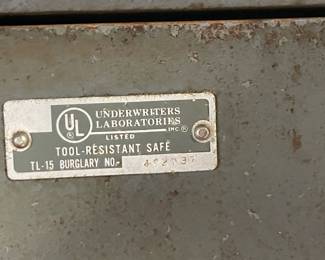 UL ®
UNDERWRITERS
LABORATORIES
INC.®
LISTED
TOOL-RESISTANT SAFE
TL-15 BURGLARY NO.